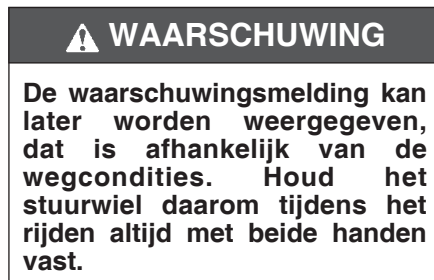 WAARSCHUWING
De waarschuwingsmelding kan
later worden weergegeven,
dat is afhankelijk van de
wegcondities. Houd het
stuurwiel daarom tijdens het
rijden altijd met beide handen
vast.